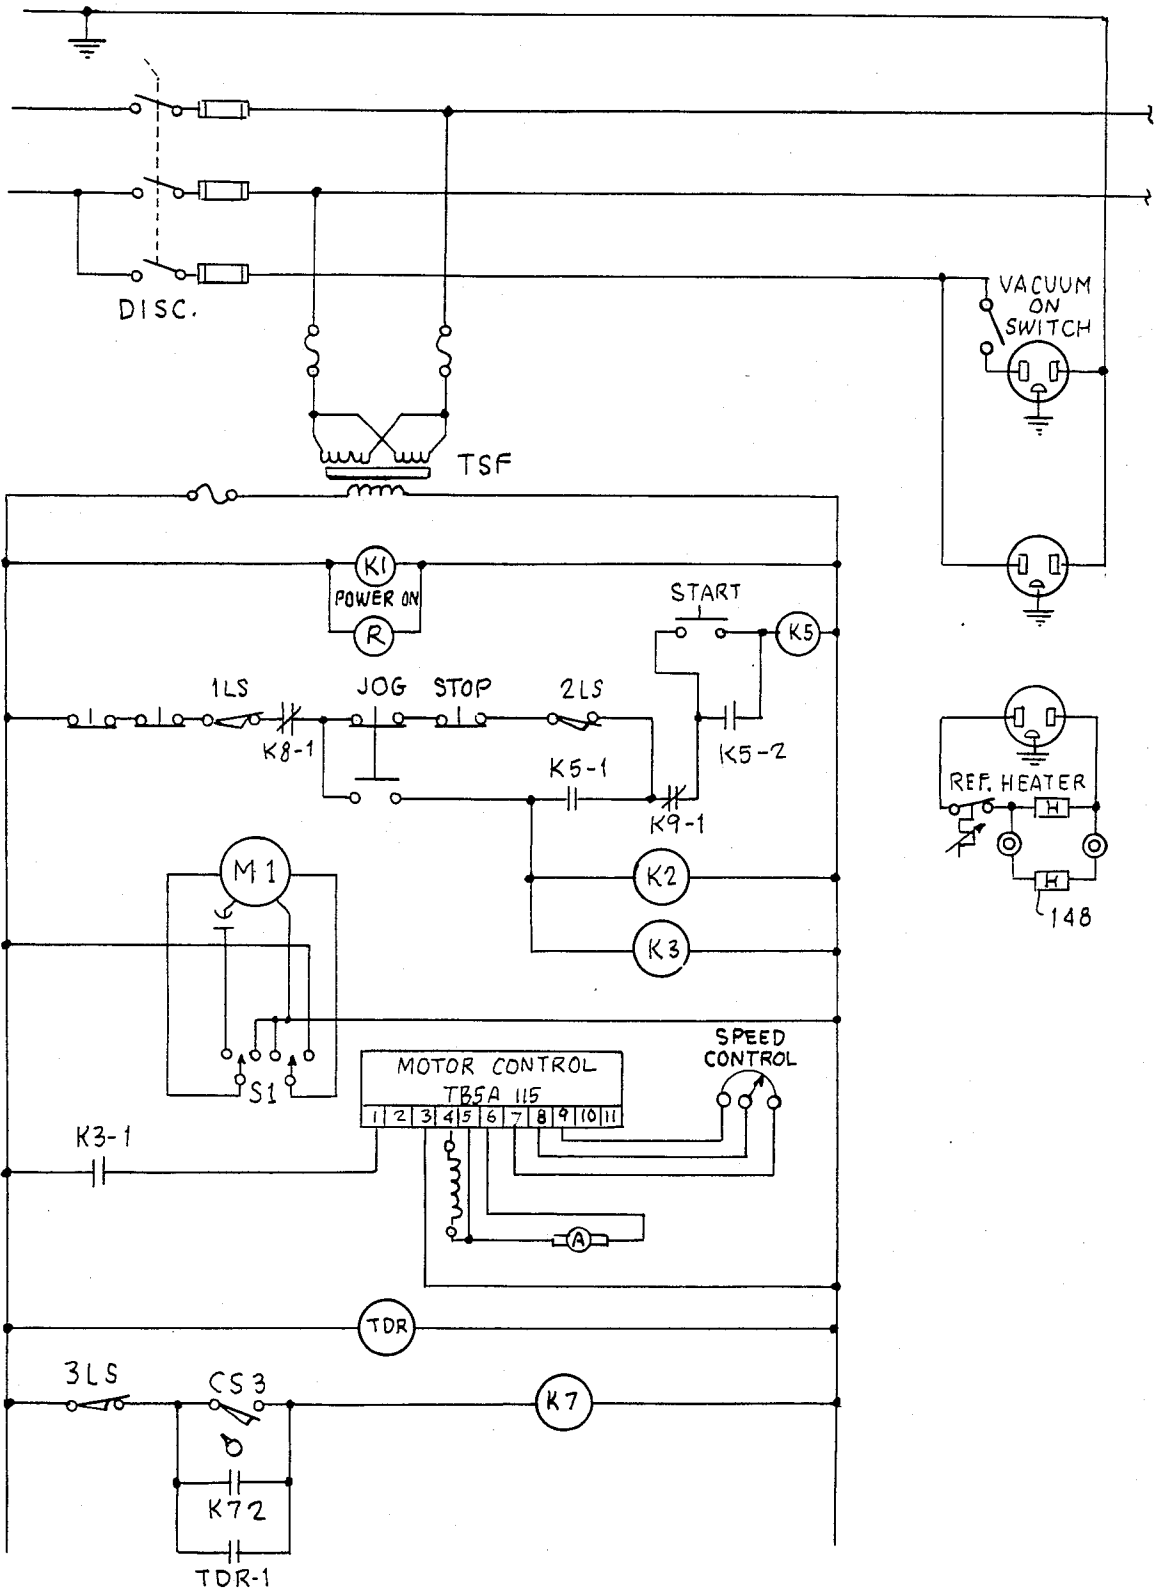 DISC.
VACUUM
ON
SWITCH
TSF
K1
POWER ON
R
START
K5
1LS
JOG
STOP
2LS
K8-1
K5-2
K5-1
K9-1
REF. HEATER
H
H
148
M1
K2
K3
S1
SPEED
CONTROL
MOTOR CONTROL
TB5A 115
1 2 3 4 5 6 7 8 9 10 11
K3-1
A
TDR
3LS
CS3
K7
K72
TDR-1